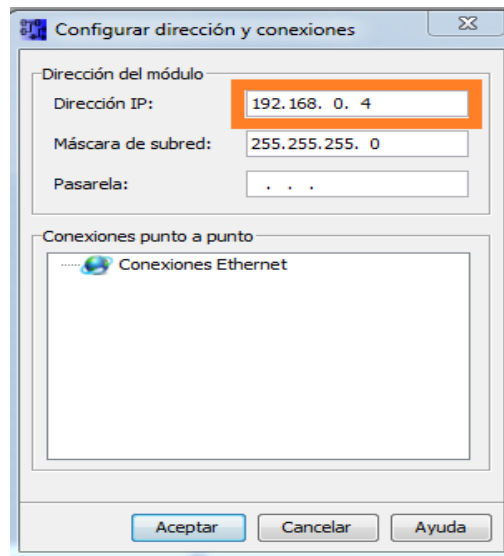 Configurar dirección y conexiones
Dirección del módulo
Dirección IP: 192.168. 0. 4
Máscara de subred: 255.255.255. 0
Pasarela: . . .
Conexiones punto a punto
Conexiones Ethernet
Aceptar Cancelar Ayuda